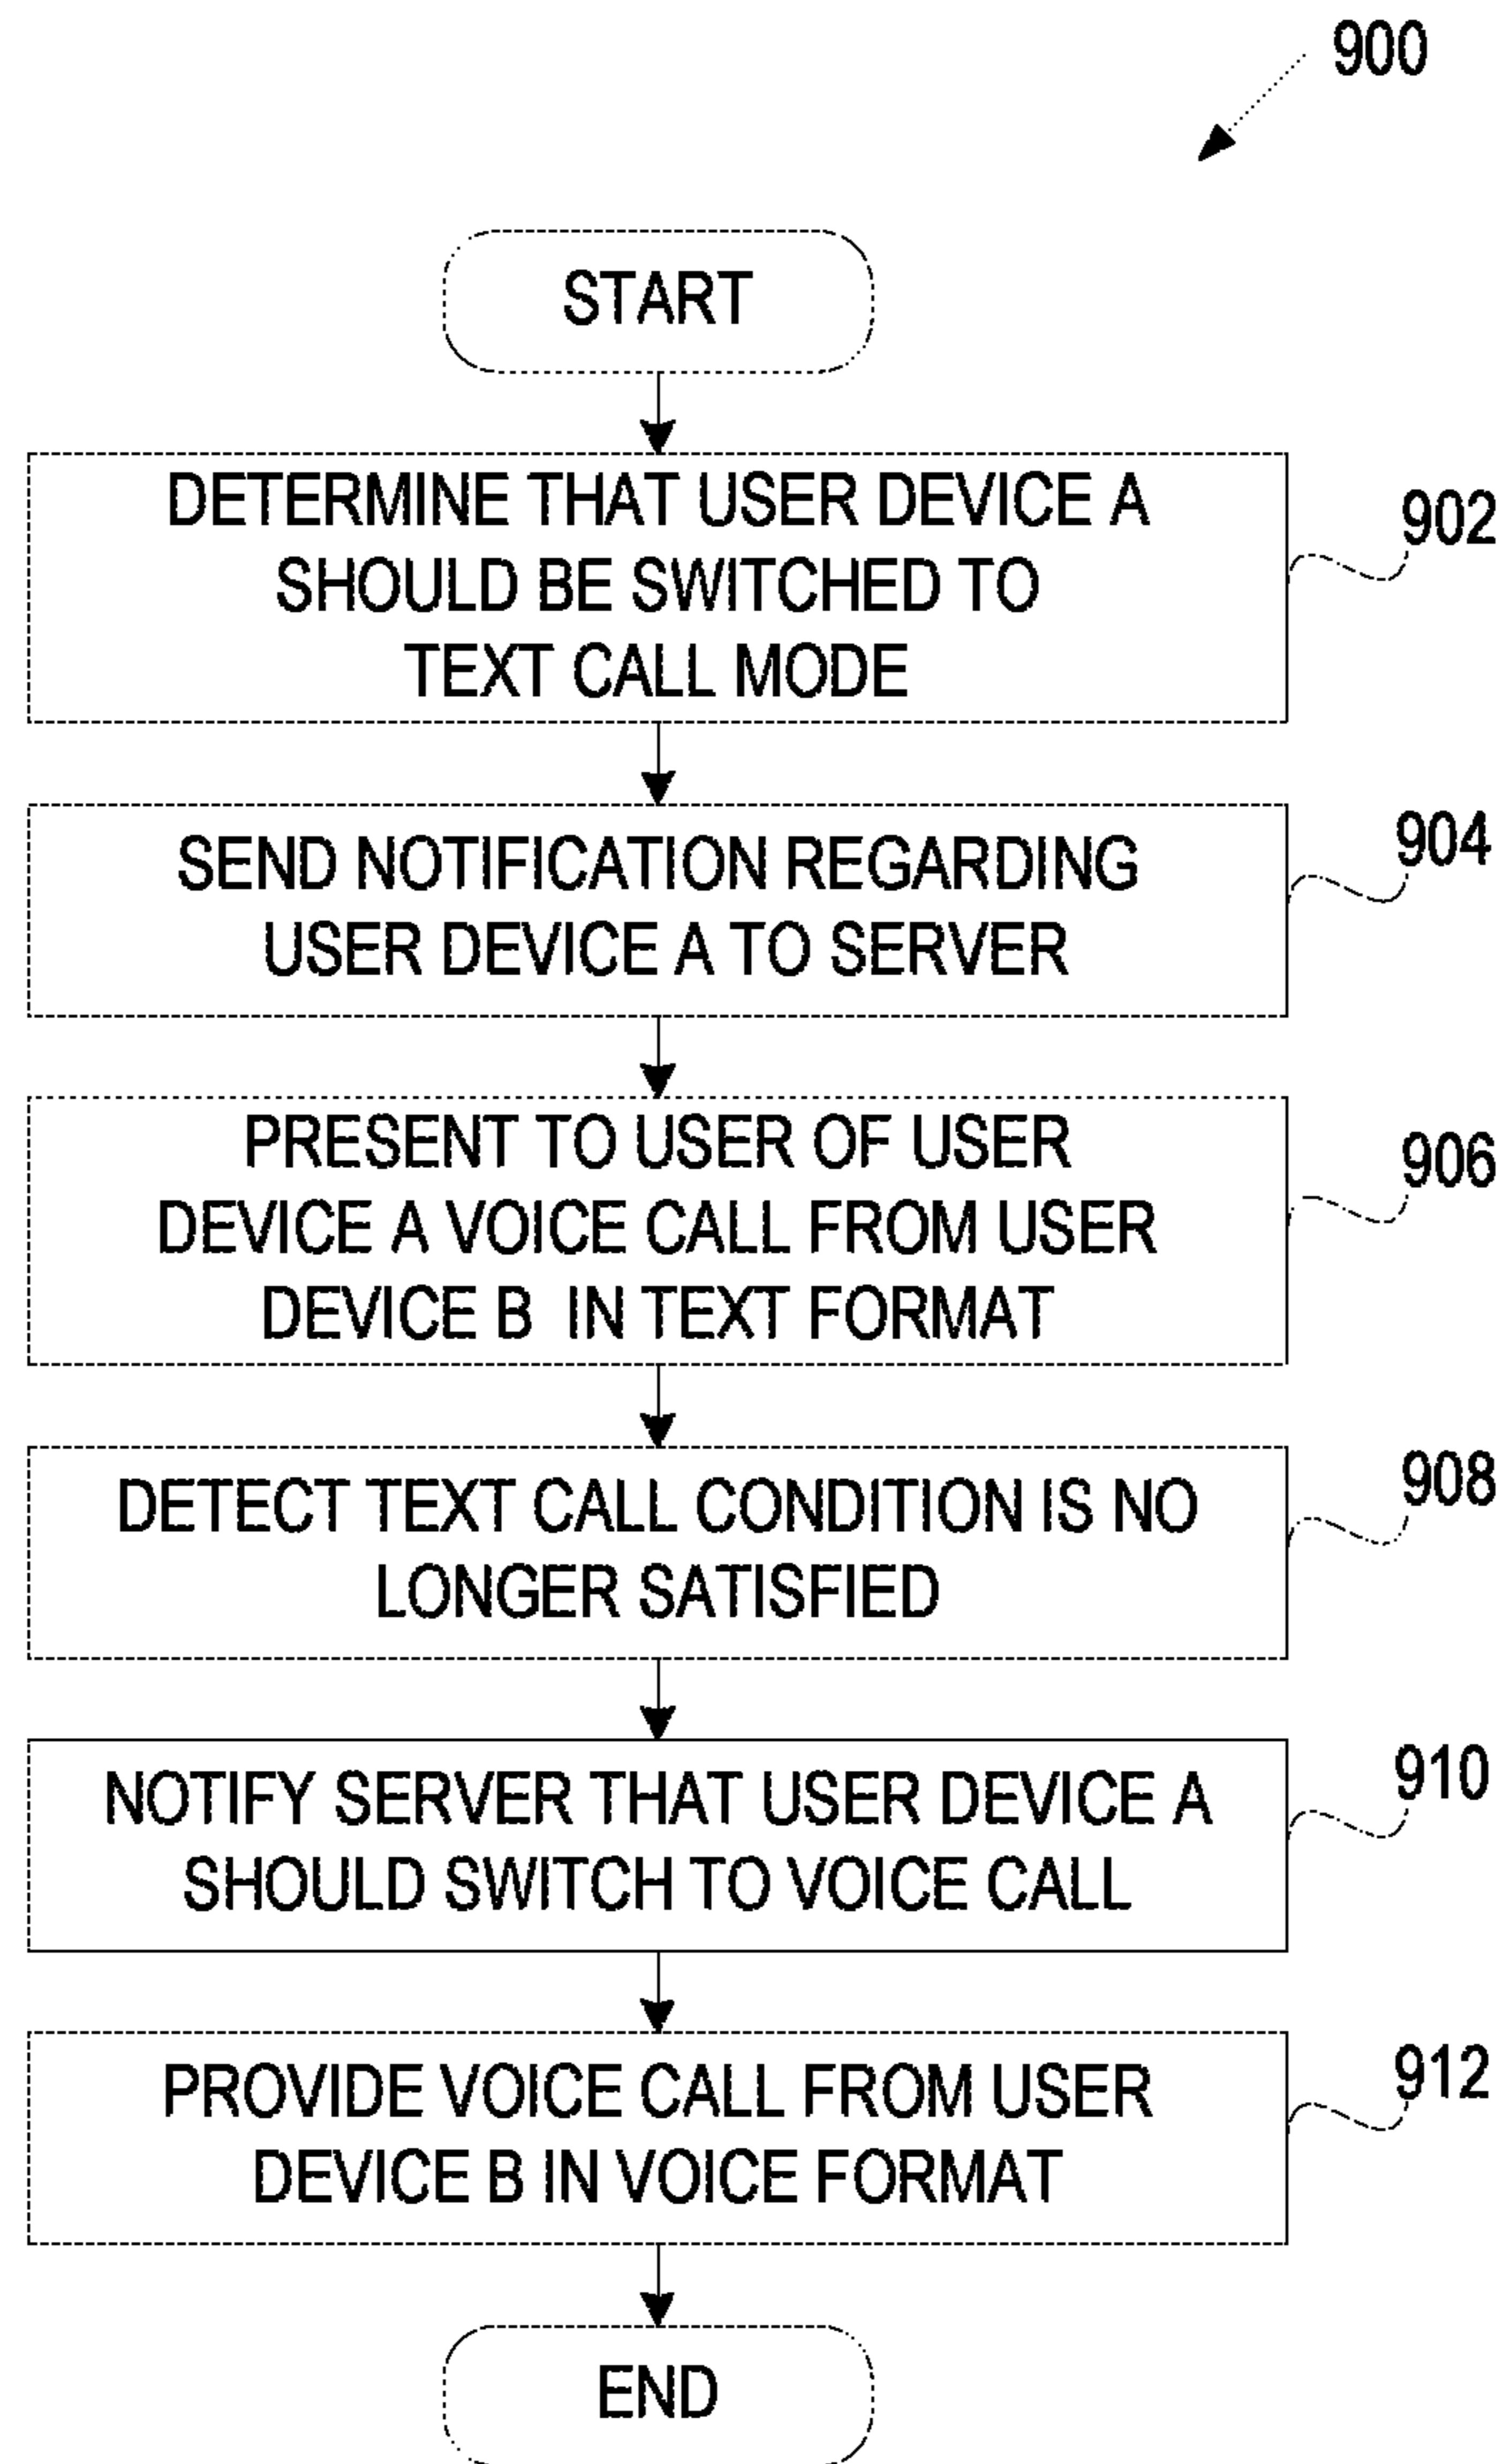 900
START
DETERMINE THAT USER DEVICE A
SHOULD BE SWITCHED TO
TEXT CALL MODE
902
SEND NOTIFICATION REGARDING
USER DEVICE A TO SERVER
904
PRESENT TO USER OF USER
DEVICE A VOICE CALL FROM USER
DEVICE B IN TEXT FORMAT
906
DETECT TEXT CALL CONDITION IS NO
LONGER SATISFIED
908
NOTIFY SERVER THAT USER DEVICE A
SHOULD SWITCH TO VOICE CALL
910
PROVIDE VOICE CALL FROM USER
DEVICE B IN VOICE FORMAT
912
END